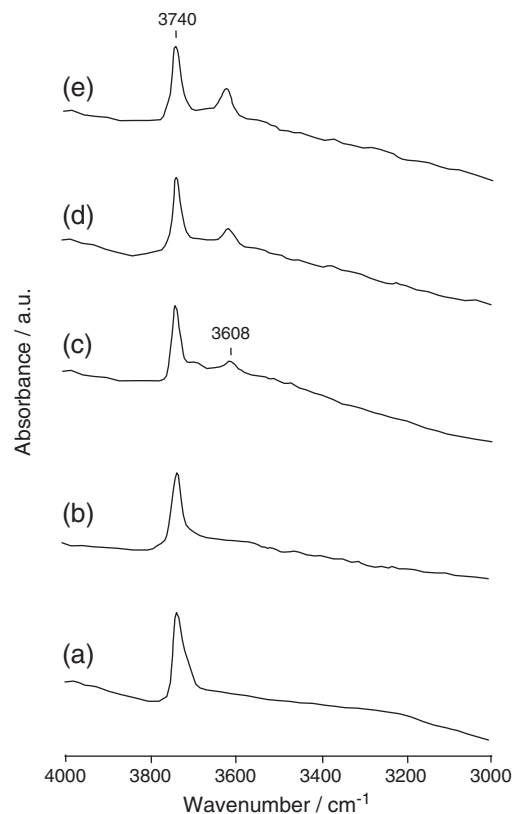 3740
(e)
(d)
3608
(c)
(b)
(a)
Absorbance / a.u.
4000 3800 3600 3400 3200 3000
Wavenumber / cm-1